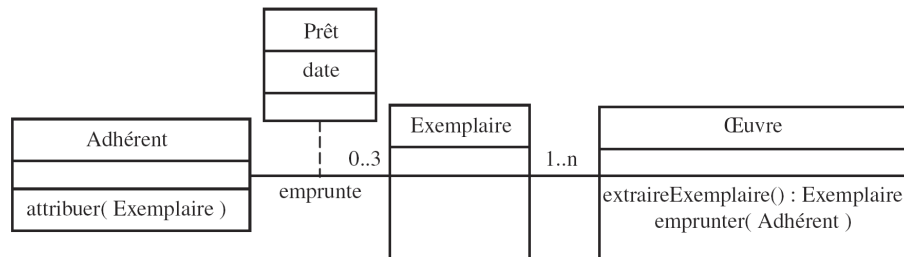 Prêt
date
Adhérent
attribuer( Exemplaire )
0..3
emprunte
Exemplaire
1..n
Œuvre
extraireExemplaire() : Exemplaire
emprunter( Adhérent )